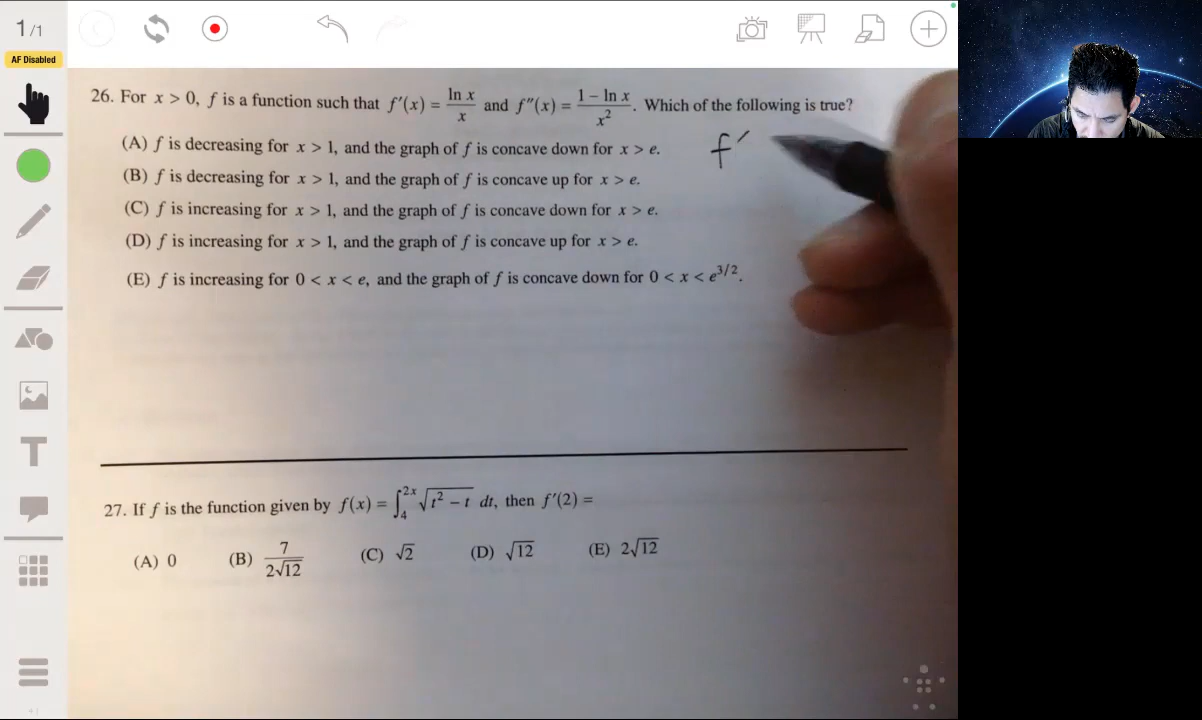 1/1
AF Disabled
26. For x > 0, f is a function such that f′(x) = ln x / x and f″(x) = 1 − ln x / x². Which of the following is true?
(A) f is decreasing for x > 1, and the graph of f is concave down for x > e.
f′
(B) f is decreasing for x > 1, and the graph of f is concave up for x > e.
(C) f is increasing for x > 1, and the graph of f is concave down for x > e.
(D) f is increasing for x > 1, and the graph of f is concave up for x > e.
(E) f is increasing for 0 < x < e, and the graph of f is concave down for 0 < x < e^3/2.
27. If f is the function given by f(x) = ∫₄²ˣ √(t² − t) dt, then f′(2) =
(A) 0 (B) 7 / 2√12 (C) √2 (D) √12 (E) 2√12
T